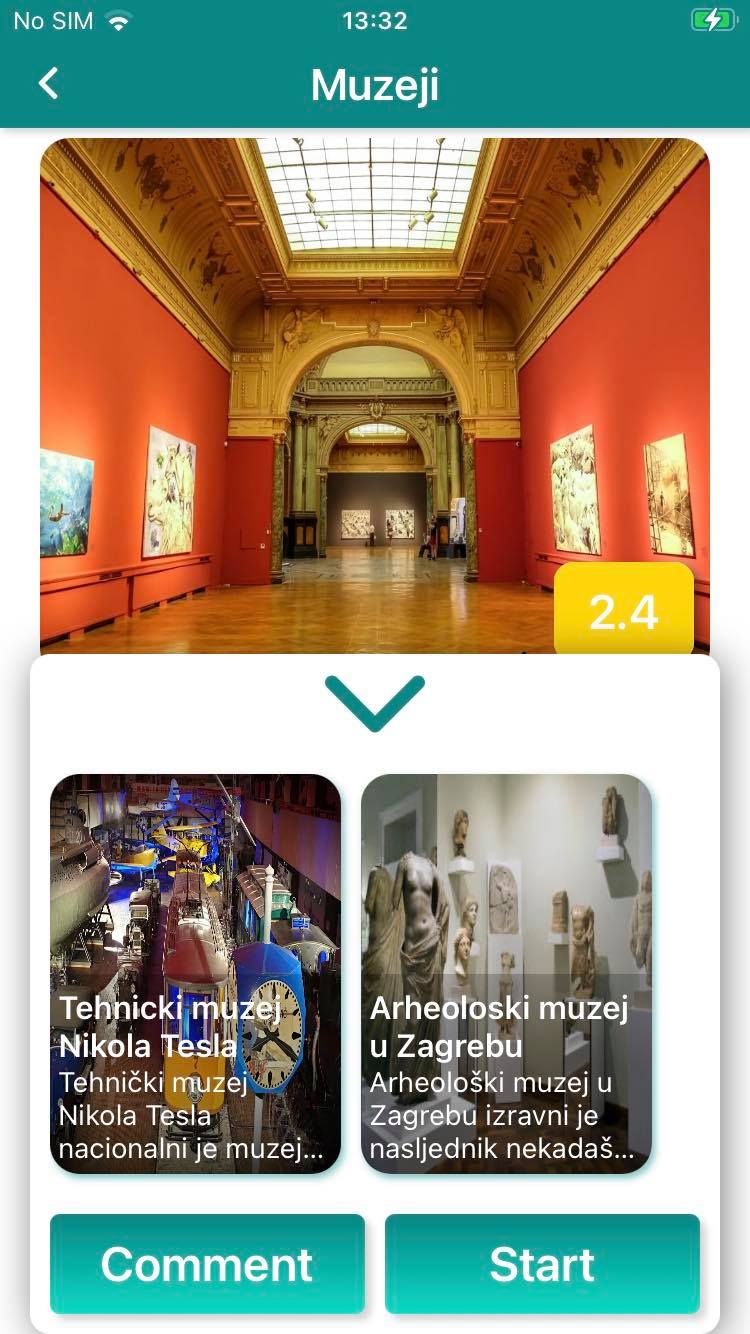 No SIM 13:32
Muzeji
2.4
Tehnicki muzej
Nikola Tesla
Tehnički muzej
Nikola Tesla
nacionalni je muzej...
Arheoloski muzej
u Zagrebu
Arheološki muzej u
Zagrebu izravni je
nasljednik nekadaš...
Comment
Start